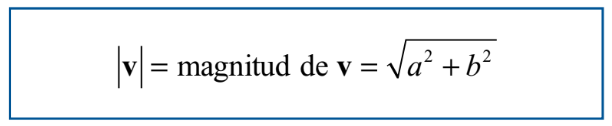 |v| = magnitud de v = √a² + b²